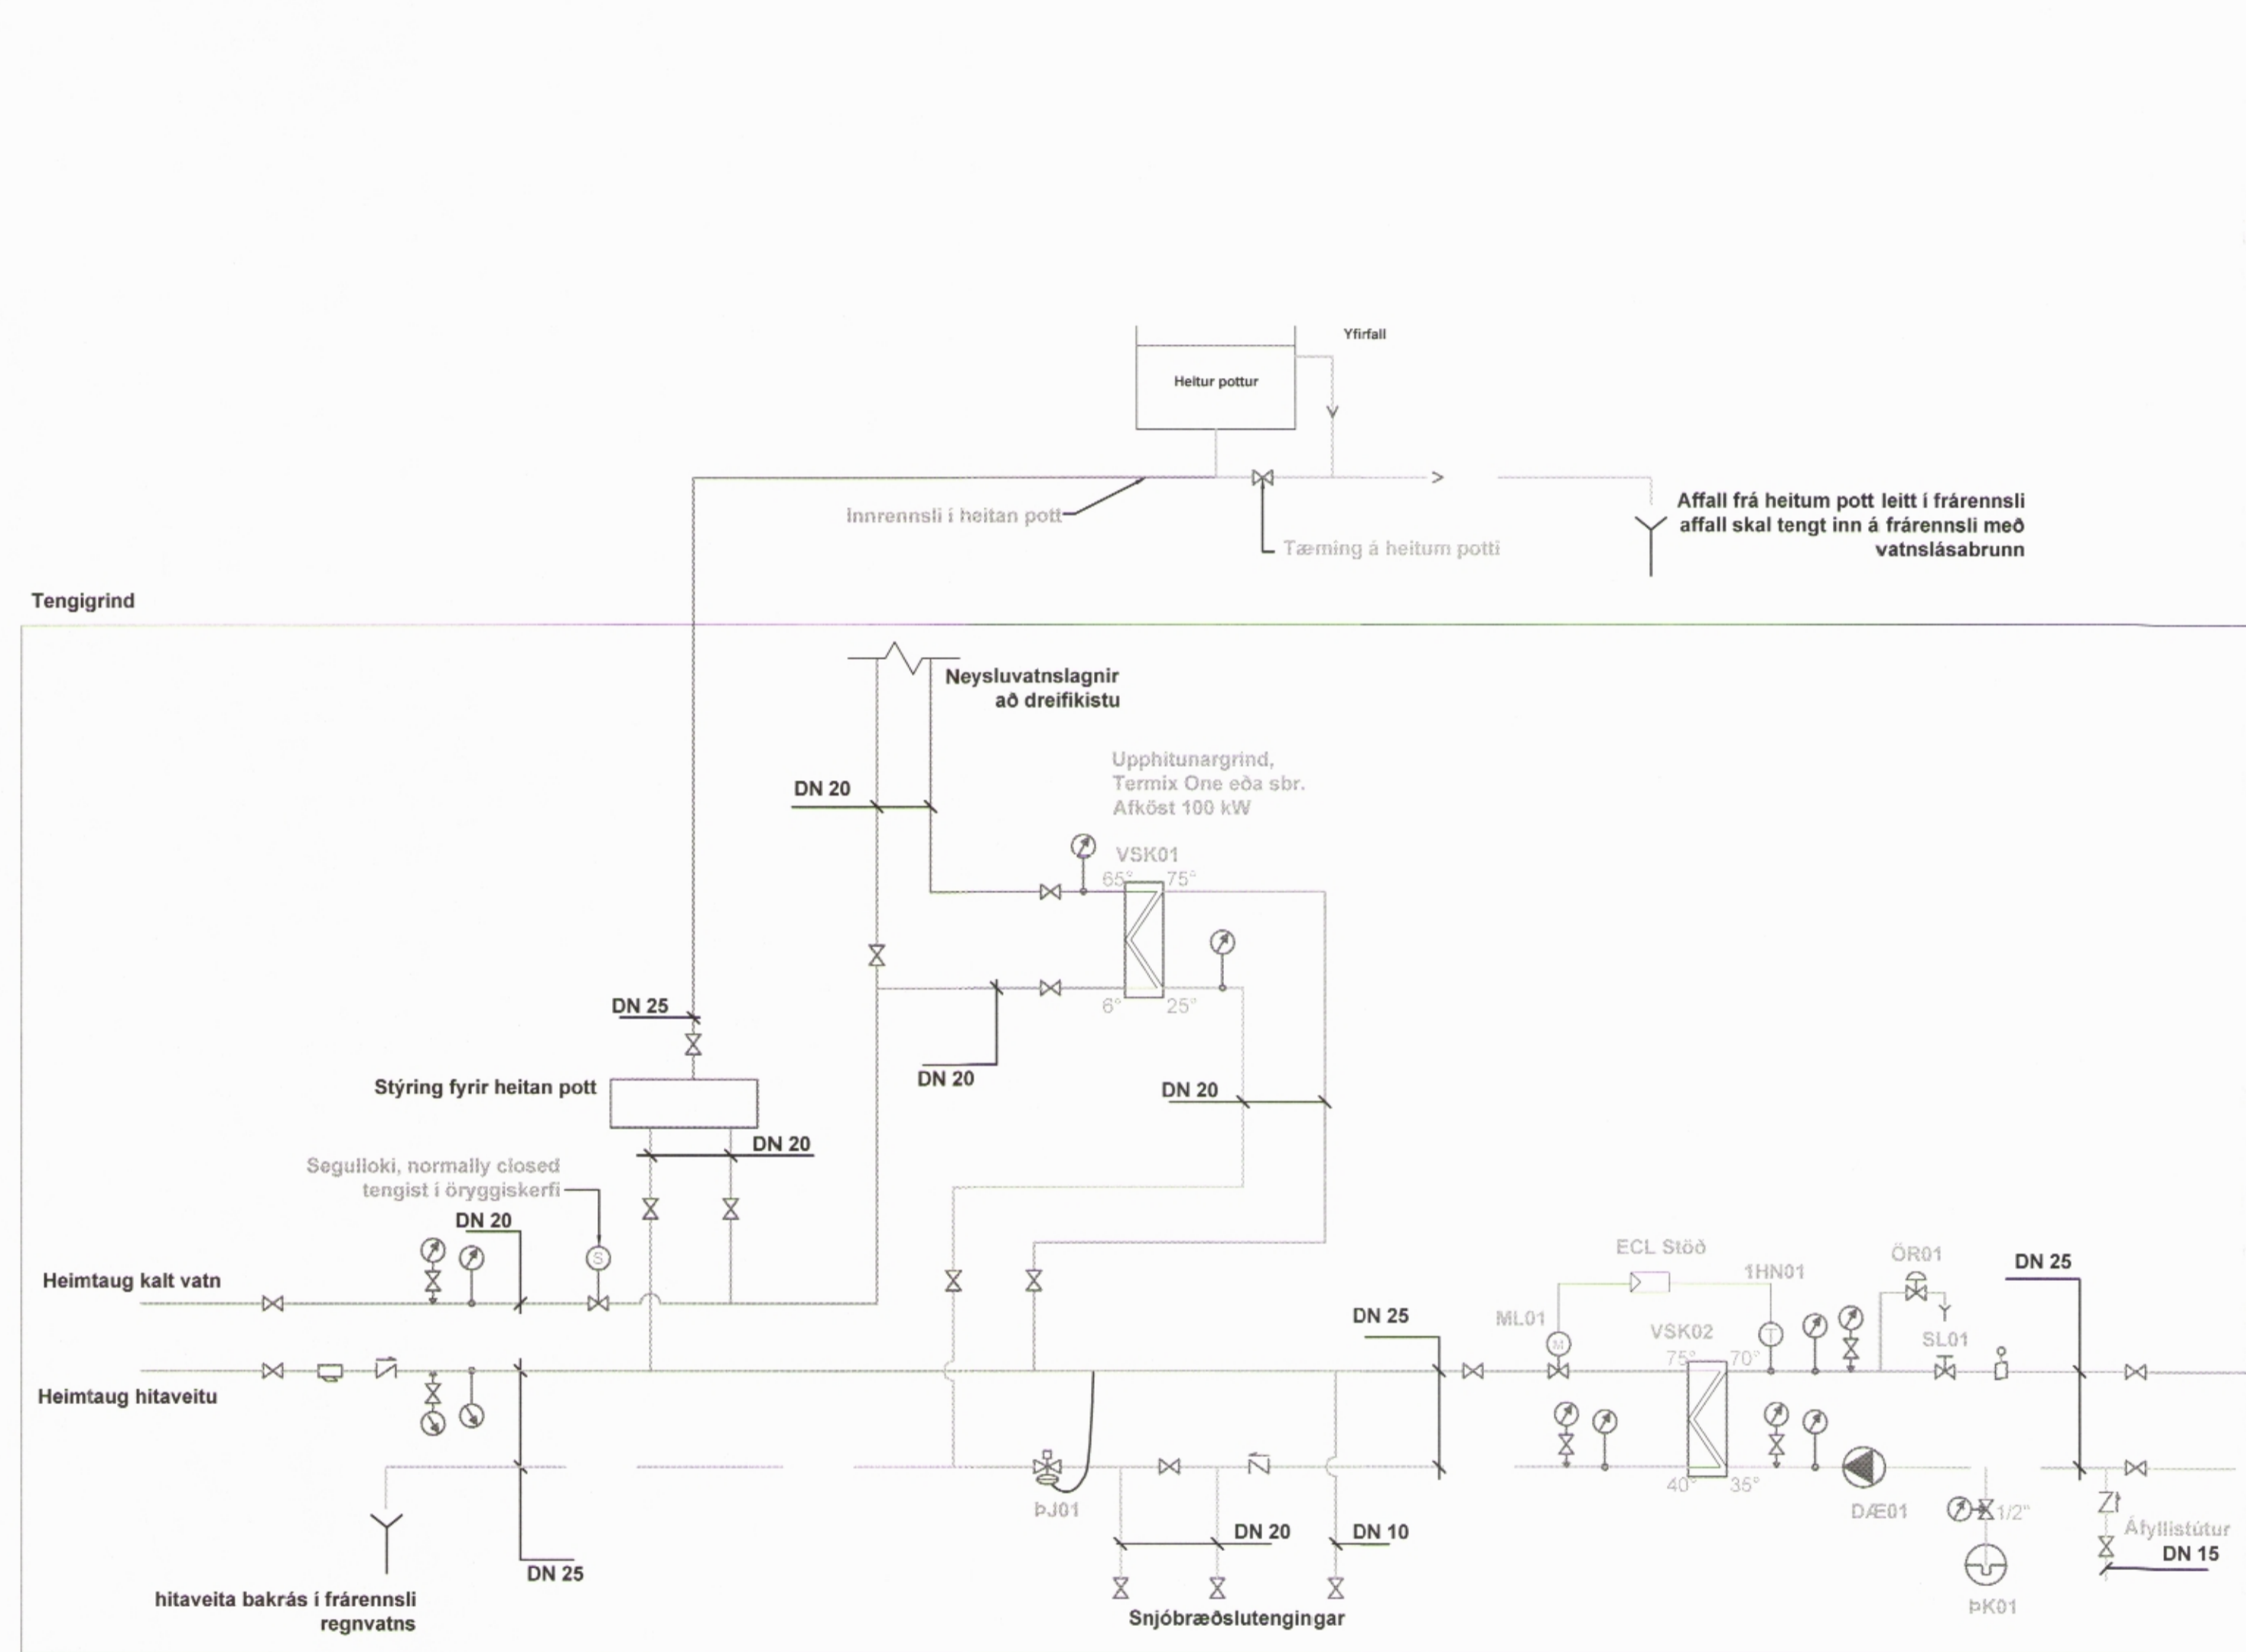 Yfirfall
Heitur pottur
Innrennsli í heitan pott
Tæming á heitum potti
Affall frá heitum pott leitt í frárennsli
affall skal tengt inn á frárennsli með
vatnslásabrunn
Tengigrind
Neysluvatnslagnir
að dreifikistu
Upphitunargrind,
Termix One eða sbr.
Afköst 100 kW
DN 20
VSK01
65° 75°
6° 25°
DN 25
DN 20
DN 20
Stýring fyrir heitan pott
DN 20
Segulloki, normally closed
tengist í öryggiskerfi
DN 20
S
Heimtaug kalt vatn
ECL Stöð
1HN01
ÖR01
DN 25
DN 25
ML01
M
VSK02
T
SL01
75° 70°
Heimtaug hitaveitu
40° 35°
ÞJ01
DÆ01
1/2"
DN 20
DN 10
Áfyllistútur
DN 15
DN 25
hitaveita bakrás í frárennsli
regnvatns
Snjóbræðslutengingar
ÞK01